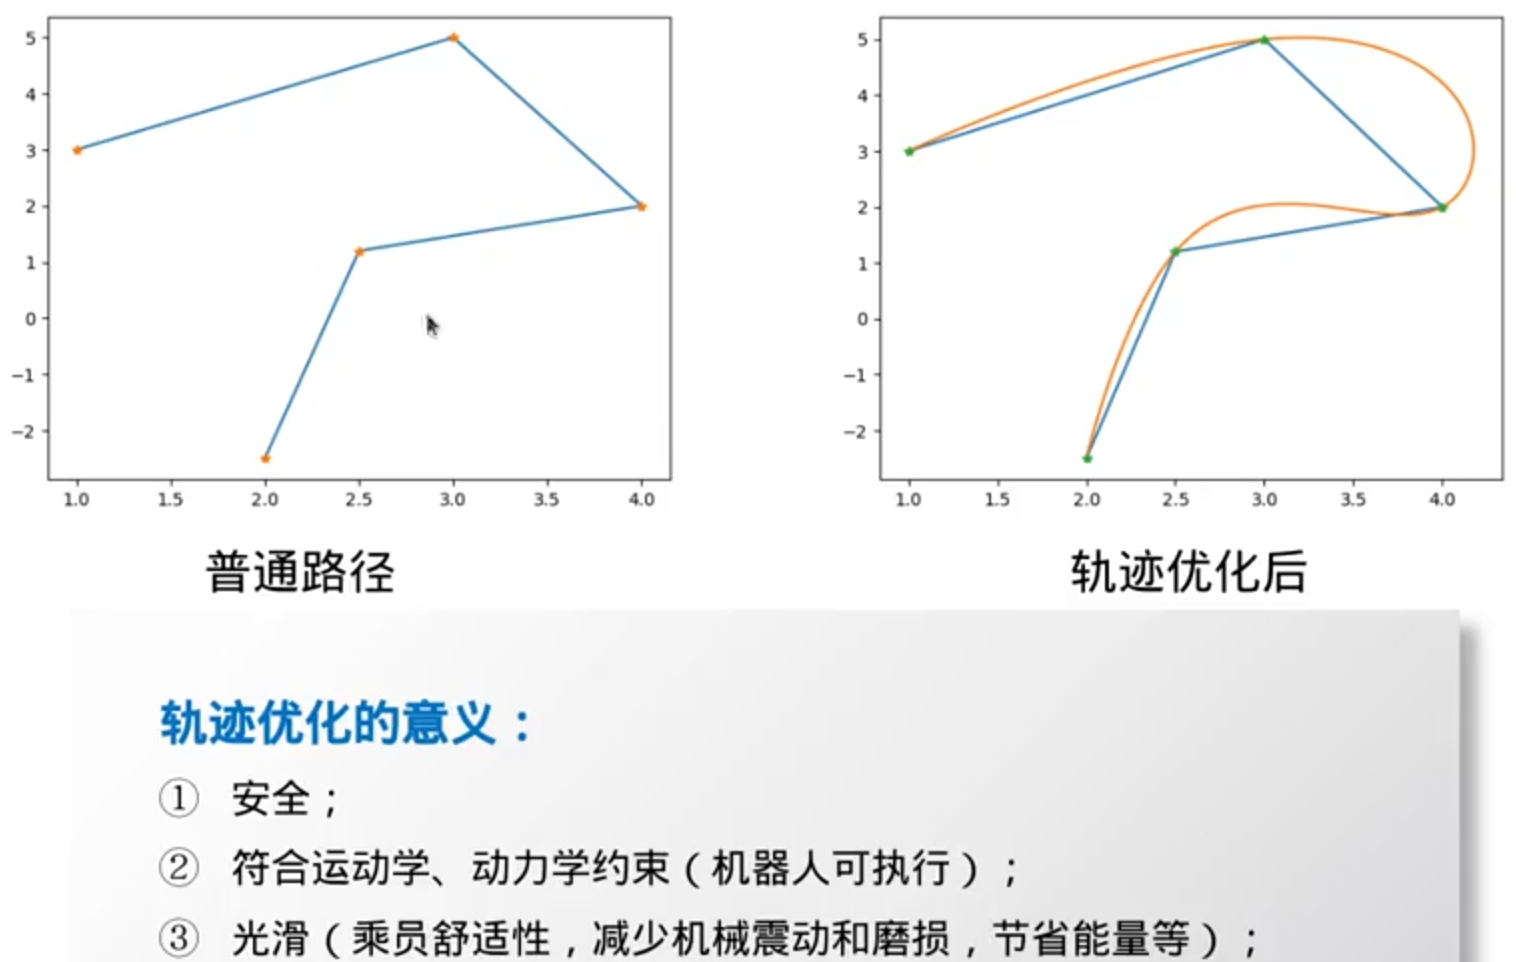 5
4
3
2
1
0
−1
−2
1.0 1.5 2.0 2.5 3.0 3.5 4.0
5
4
3
2
1
0
−1
−2
1.0 1.5 2.0 2.5 3.0 3.5 4.0
普通路径
轨迹优化后
轨迹优化的意义：
① 安全；
② 符合运动学、动力学约束（机器人可执行）；
③ 光滑（乘员舒适性，减少机械震动和磨损，节省能量等）；